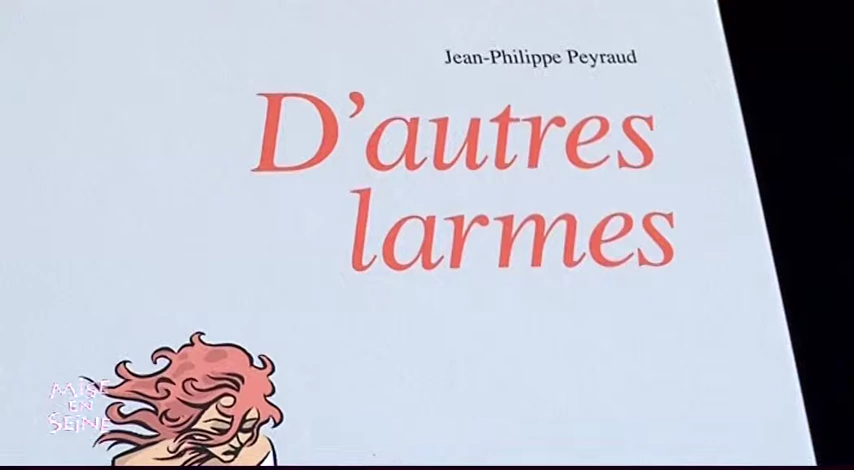 Jean-Philippe Peyraud
D'autres
larmes
MiSE
EN
SEiNE